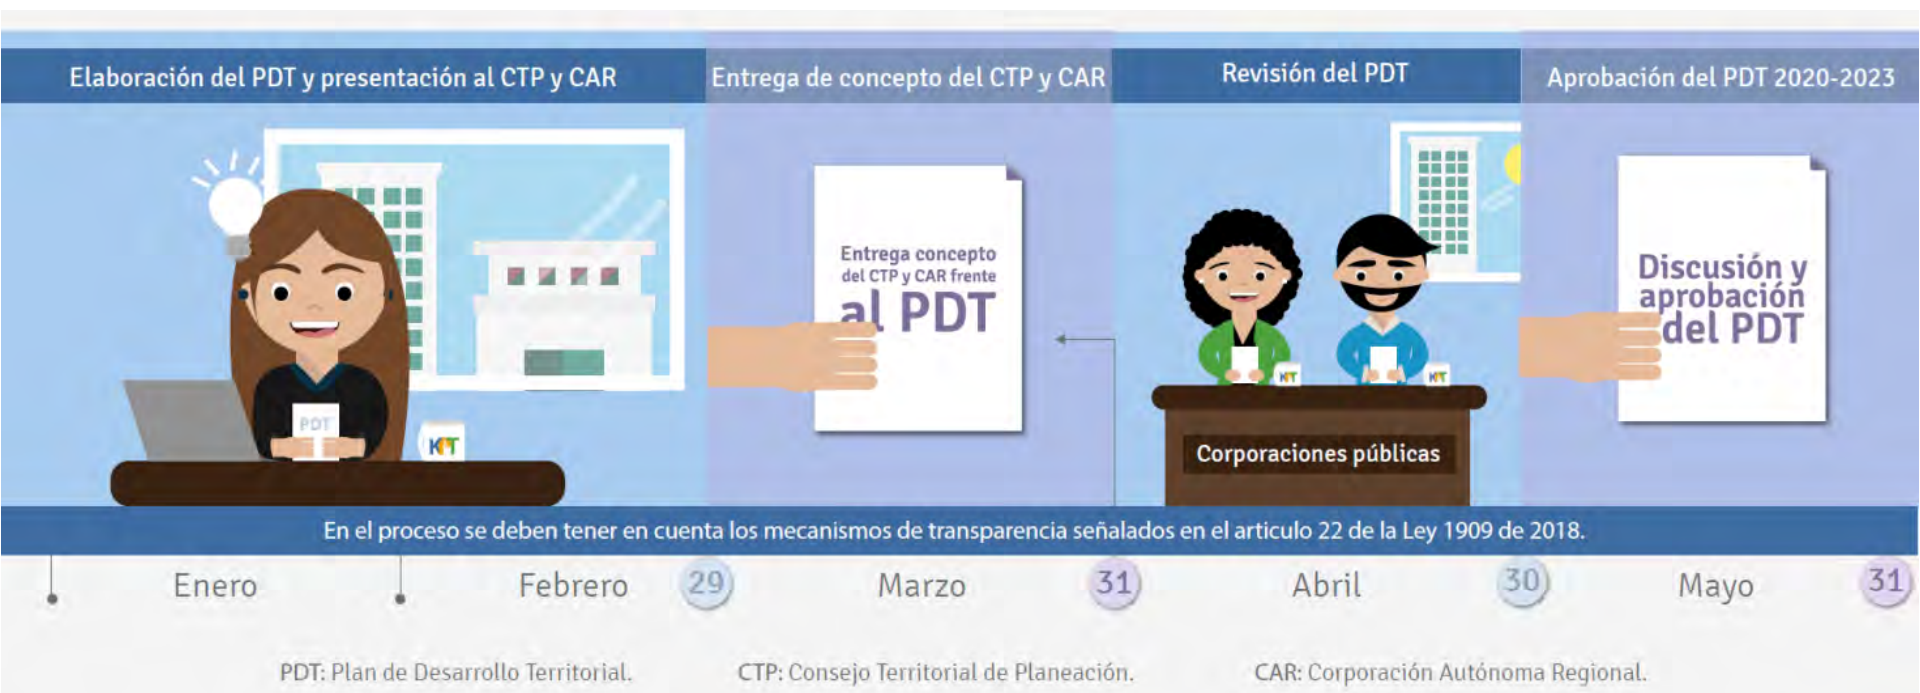 Elaboración del PDT y presentación al CTP y CAR
Entrega de concepto del CTP y CAR
Revisión del PDT
Aprobación del PDT 2020-2023
Entrega concepto
del CTP y CAR frente
al PDT
Discusión y
aprobación
del PDT
PDT
KPT
KPT
KPT
Corporaciones públicas
En el proceso se deben tener en cuenta los mecanismos de transparencia señalados en el articulo 22 de la Ley 1909 de 2018.
Enero
Febrero
29
Marzo
31
Abril
30
Mayo
31
PDT: Plan de Desarrollo Territorial.
CTP: Consejo Territorial de Planeación.
CAR: Corporación Autónoma Regional.